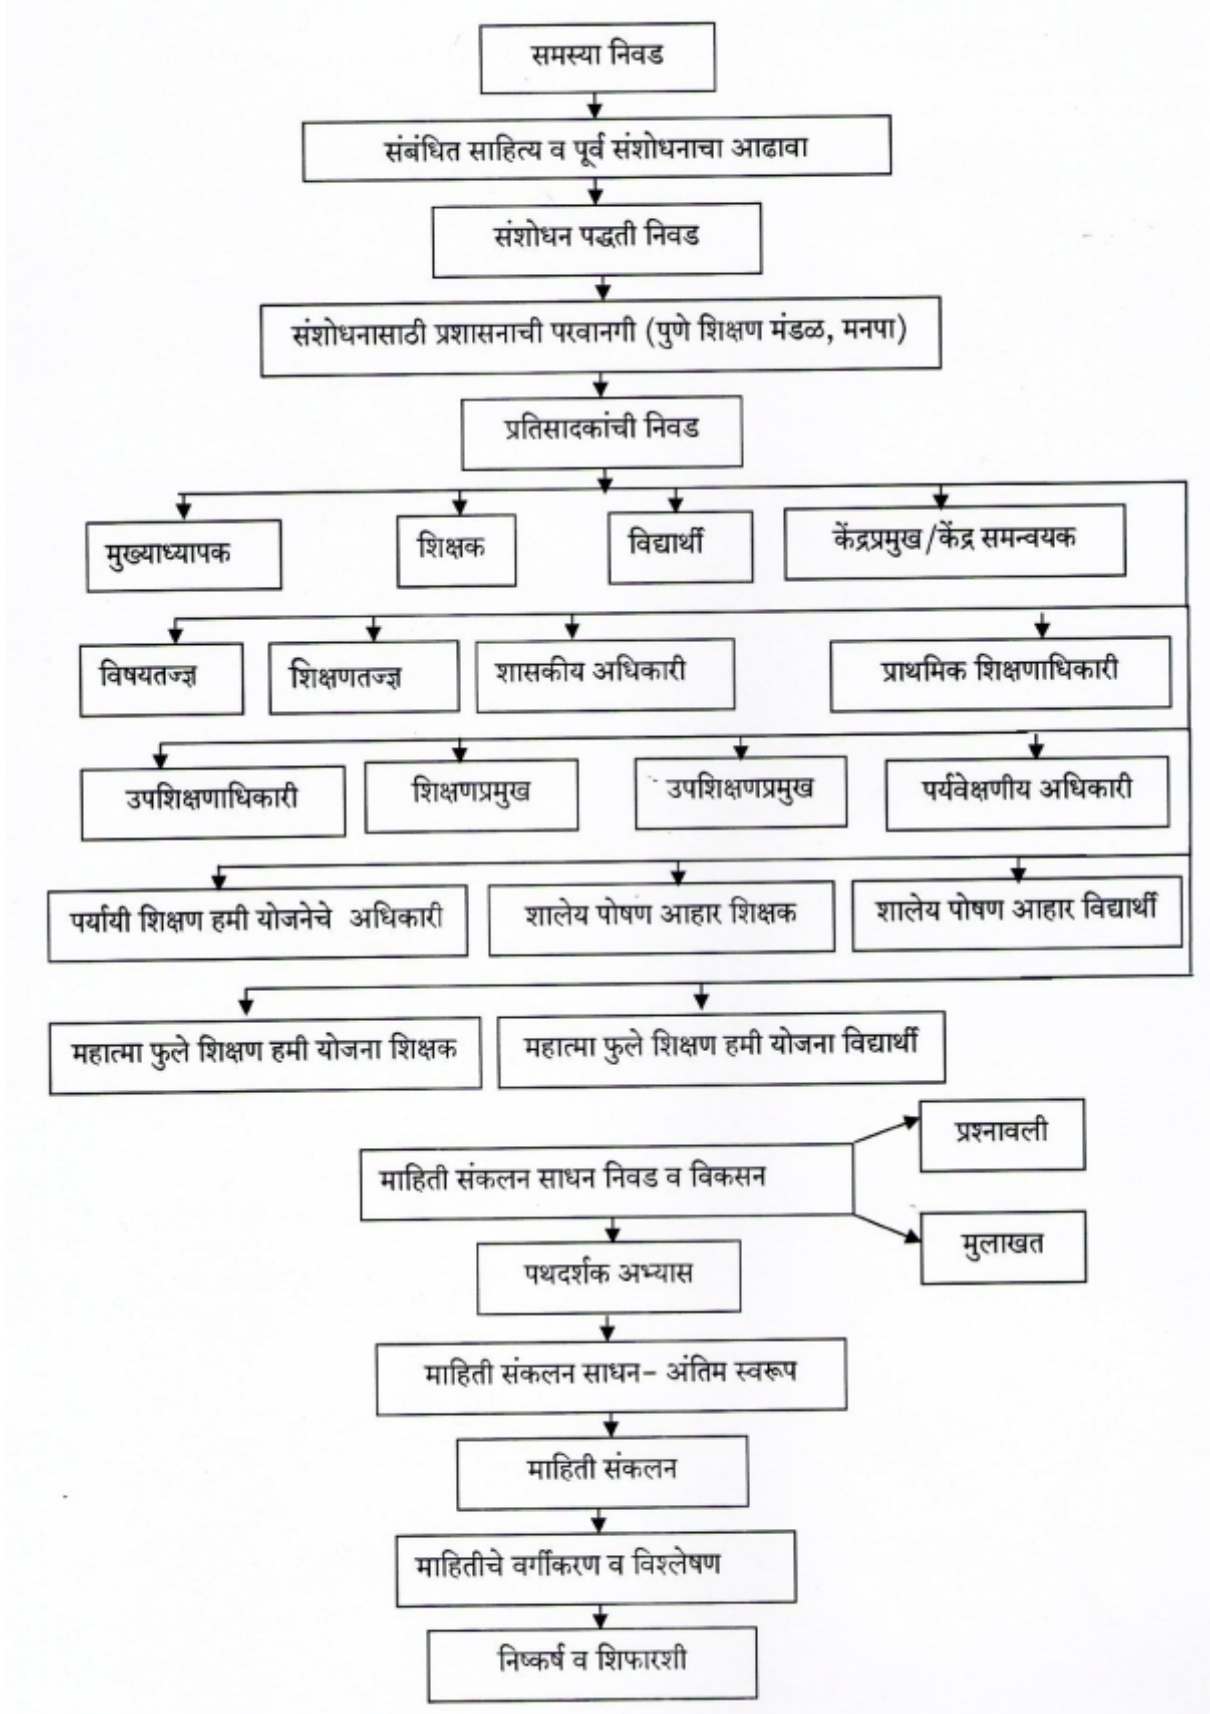 समस्या निवड
संबंधित साहित्य व पूर्व संशोधनाचा आढावा
संशोधन पद्धती निवड
संशोधनासाठी प्रशासनाची परवानगी (पुणे शिक्षण मंडळ, मनपा)
प्रतिसादकांची निवड
मुख्याध्यापक
शिक्षक
विद्यार्थी
केंद्रप्रमुख/केंद्र समन्वयक
विषयतज्ज्ञ
शिक्षणतज्ज्ञ
शासकीय अधिकारी
प्राथमिक शिक्षणाधिकारी
उपशिक्षणाधिकारी
शिक्षणप्रमुख
उपशिक्षणप्रमुख
पर्यवेक्षणीय अधिकारी
पर्यायी शिक्षण हमी योजनेचे अधिकारी
शालेय पोषण आहार शिक्षक
शालेय पोषण आहार विद्यार्थी
महात्मा फुले शिक्षण हमी योजना शिक्षक
महात्मा फुले शिक्षण हमी योजना विद्यार्थी
प्रश्नावली
माहिती संकलन साधन निवड व विकसन
मुलाखत
पथदर्शक अभ्यास
माहिती संकलन साधन– अंतिम स्वरूप
माहिती संकलन
माहितीचे वर्गीकरण व विश्लेषण
निष्कर्ष व शिफारशी